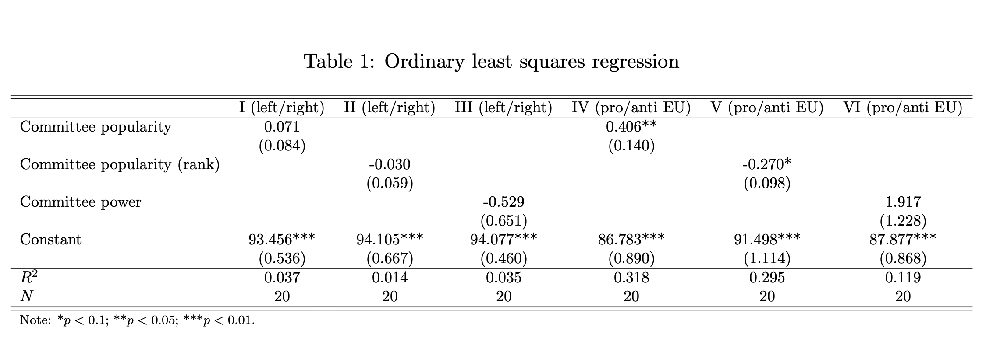 Table 1: Ordinary least squares regression
I (left/right) II (left/right) III (left/right) IV (pro/anti EU) V (pro/anti EU) VI (pro/anti EU)
Committee popularity 0.071 0.406**
(0.084) (0.140)
Committee popularity (rank) -0.030 -0.270*
(0.059) (0.098)
Committee power -0.529 1.917
(0.651) (1.228)
Constant 93.456*** 94.105*** 94.077*** 86.783*** 91.498*** 87.877***
(0.536) (0.667) (0.460) (0.890) (1.114) (0.868)
R² 0.037 0.014 0.035 0.318 0.295 0.119
N 20 20 20 20 20 20
Note: *p < 0.1; **p < 0.05; ***p < 0.01.